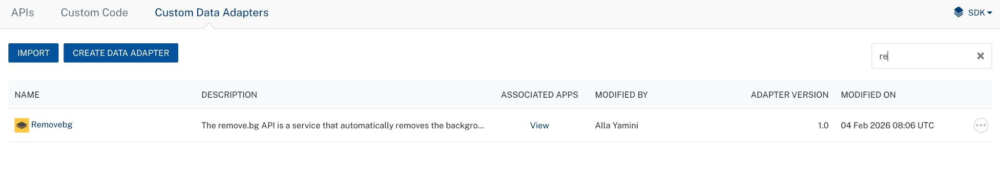 APIs Custom Code Custom Data Adapters SDK
IMPORT CREATE DATA ADAPTER re
NAME DESCRIPTION ASSOCIATED APPS MODIFIED BY ADAPTER VERSION MODIFIED ON
Removebg The remove.bg API is a service that automatically removes the backgro... View Alla Yamini 1.0 04 Feb 2026 08:06 UTC